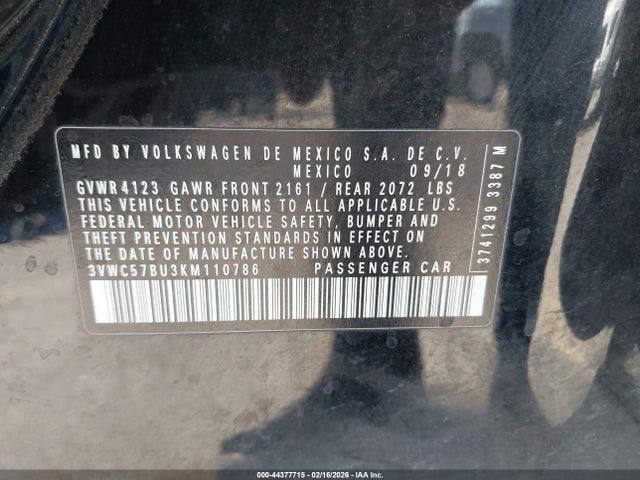 MFD BY VOLKSWAGEN DE MEXICO S.A. DE C.V.
MEXICO 09/18
GVWR 4123 GAWR FRONT 2161 / REAR 2072 LBS
THIS VEHICLE CONFORMS TO ALL APPLICABLE U.S.
FEDERAL MOTOR VEHICLE SAFETY, BUMPER AND
THEFT PREVENTION STANDARDS IN EFFECT ON
THE DATE OF MANUFACTURE SHOWN ABOVE.
3VWC57BU3KM110786 PASSENGER CAR
3741299 3387 M
000-44377715 - 02/16/2026 - IAA Inc.